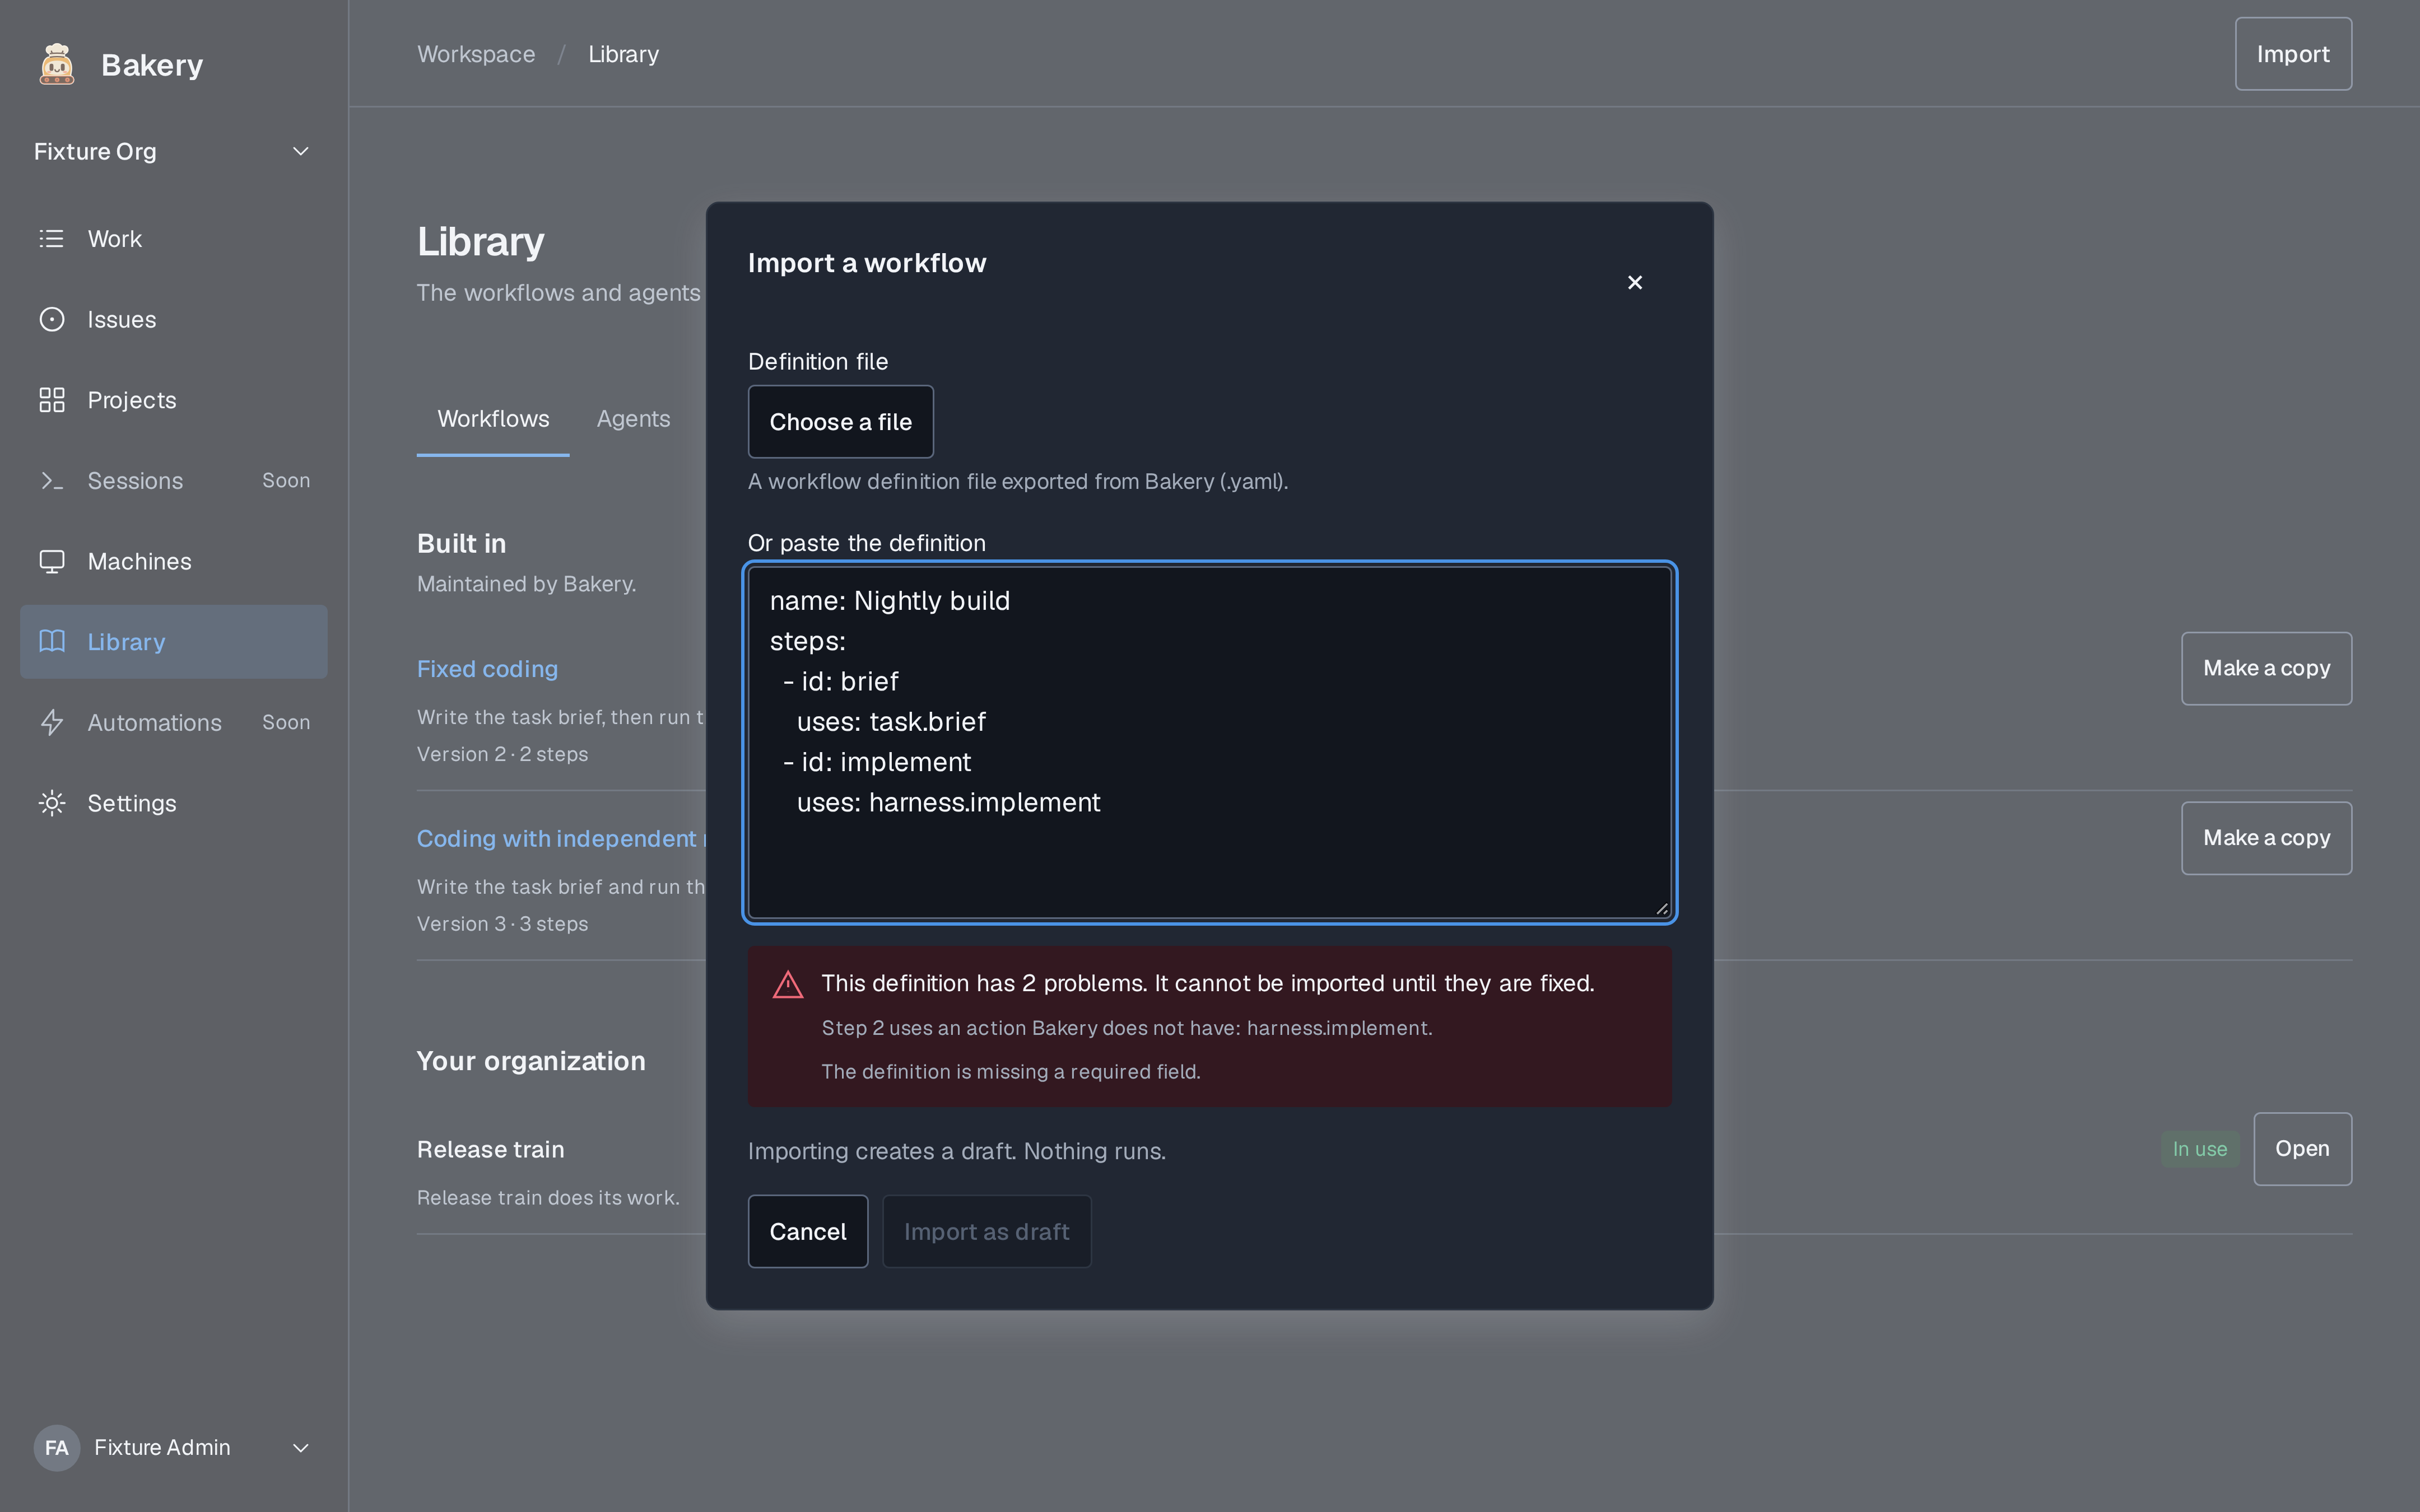 Bakery
Fixture Org
Work
Issues
Projects
Sessions Soon
Machines
Library
Automations Soon
Settings
FA Fixture Admin
Workspace / Library
Import
Library
The workflows and agents
Workflows Agents
Built in
Maintained by Bakery.
Fixed coding
Make a copy
Write the task brief, then run
Version 2 · 2 steps
Coding with independent
Make a copy
Write the task brief and run
Version 3 · 3 steps
Your organization
Release train
In use Open
Release train does its work.
Import a workflow
Definition file
Choose a file
A workflow definition file exported from Bakery (.yaml).
Or paste the definition
name: Nightly build
steps:
- id: brief
uses: task.brief
- id: implement
uses: harness.implement
This definition has 2 problems. It cannot be imported until they are fixed.
Step 2 uses an action Bakery does not have: harness.implement.
The definition is missing a required field.
Importing creates a draft. Nothing runs.
Cancel Import as draft